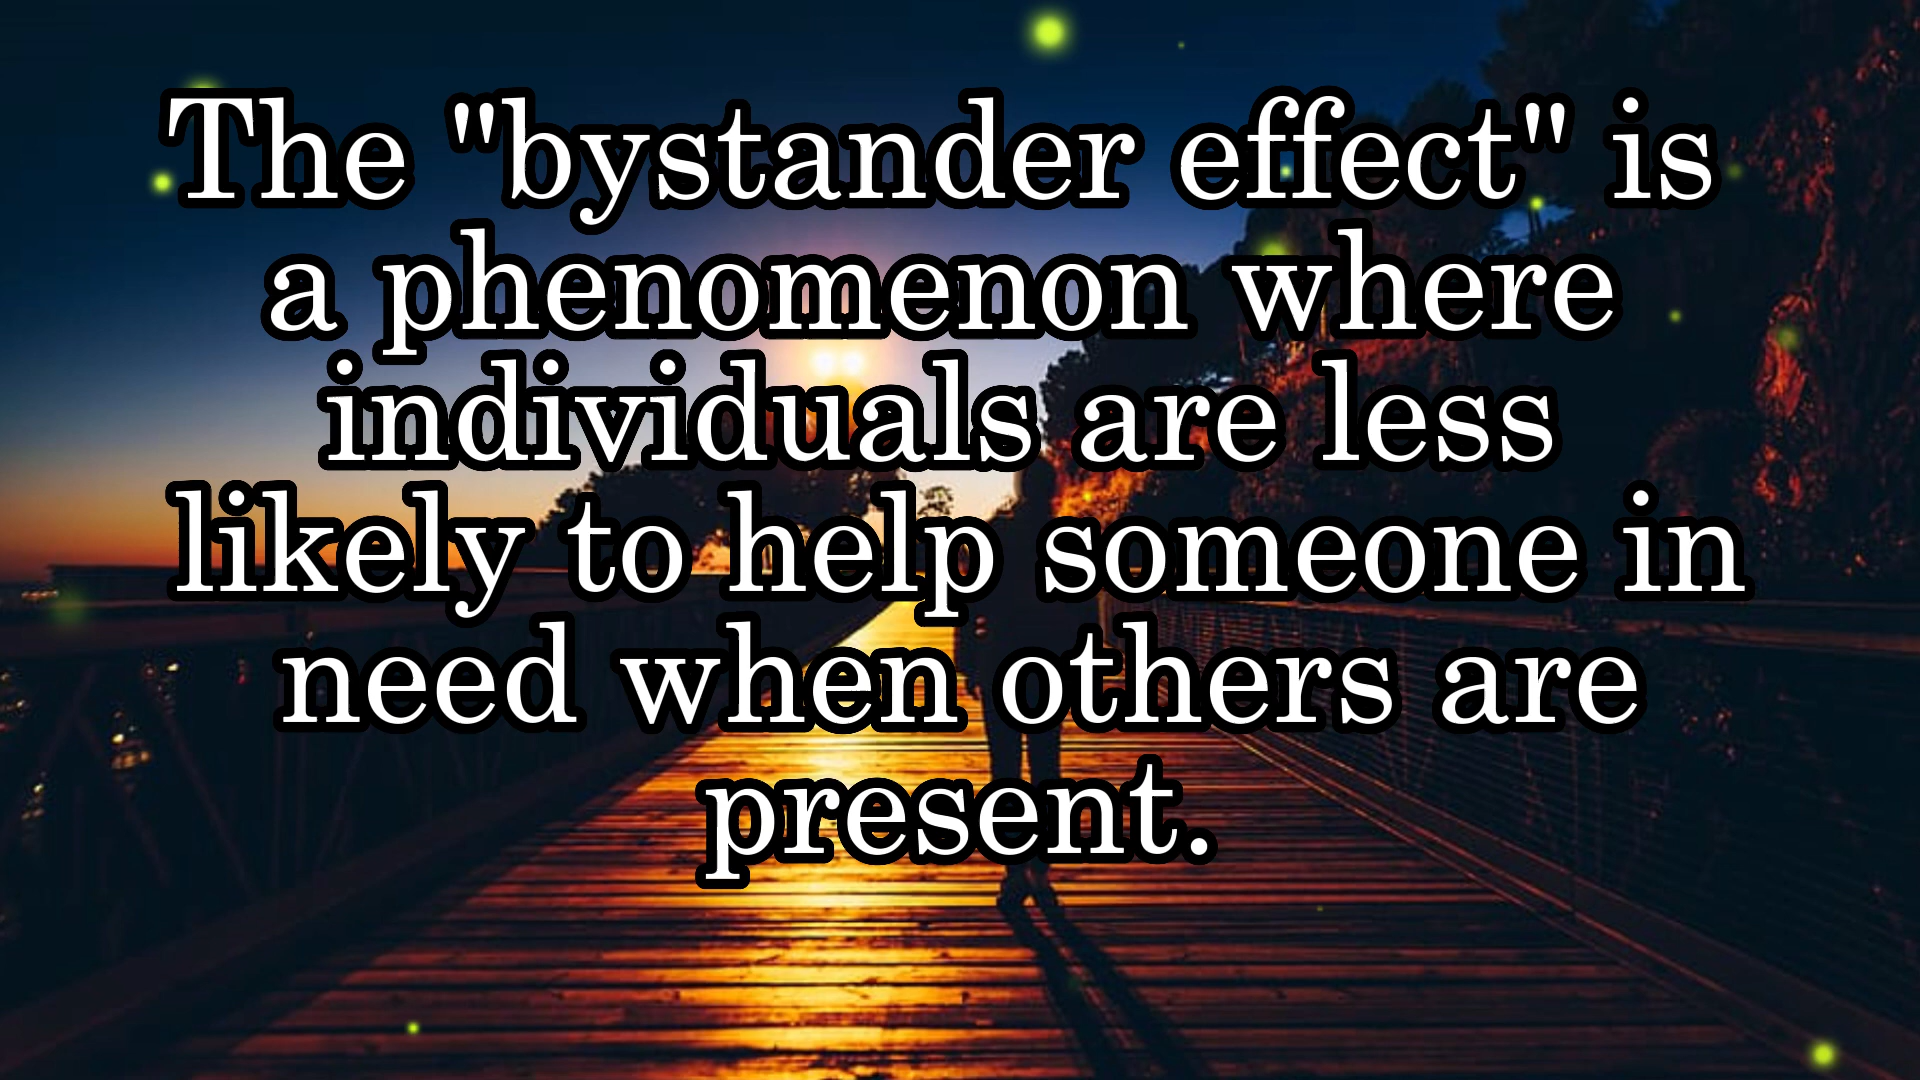 The "bystander effect" is
a phenomenon where
individuals are less
likely to help someone in
need when others are
present.